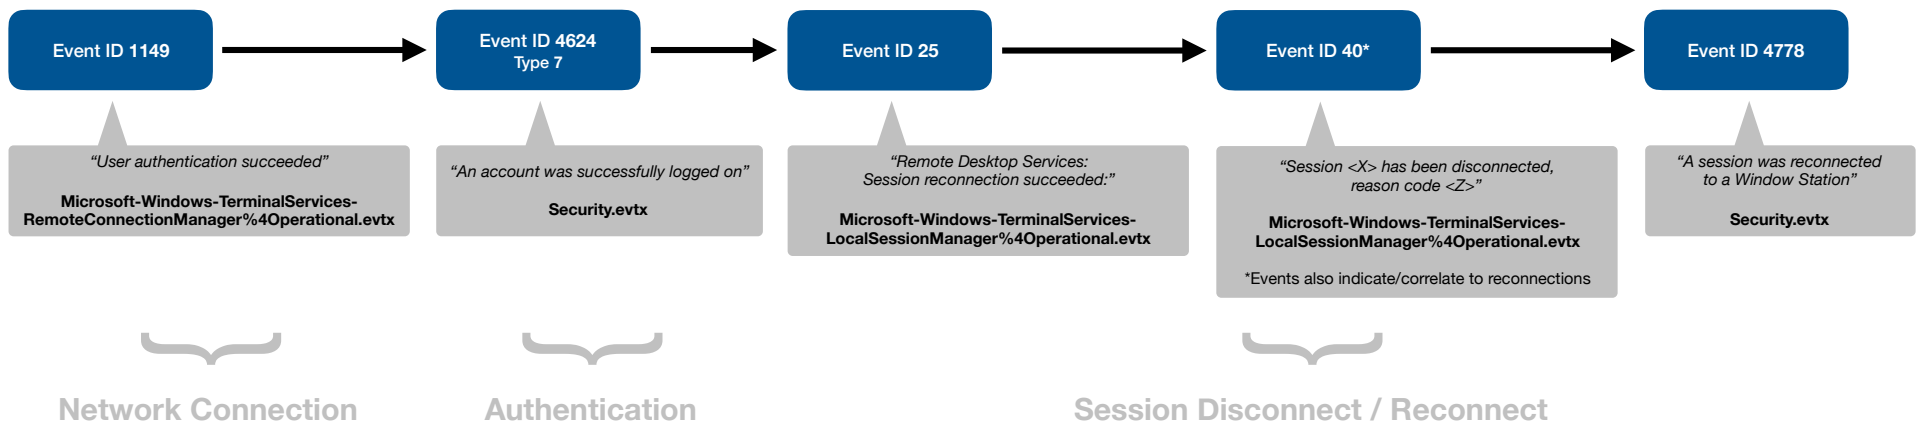 Event ID 1149
Event ID 4624
Type 7
Event ID 25
Event ID 40*
Event ID 4778
“User authentication succeeded”
Microsoft-Windows-TerminalServices-
RemoteConnectionManager%4Operational.evtx
“An account was successfully logged on”
Security.evtx
“Remote Desktop Services:
Session reconnection succeeded:”
Microsoft-Windows-TerminalServices-
LocalSessionManager%4Operational.evtx
“Session <X> has been disconnected,
reason code <Z>”
Microsoft-Windows-TerminalServices-
LocalSessionManager%4Operational.evtx
*Events also indicate/correlate to reconnections
“A session was reconnected
to a Window Station”
Security.evtx
Network Connection
Authentication
Session Disconnect / Reconnect